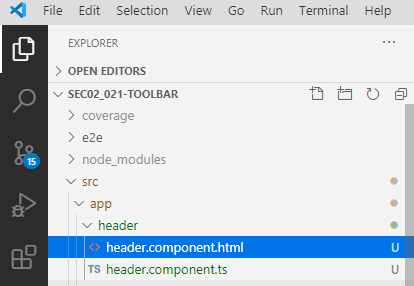 File Edit Selection View Go Run Terminal Help
EXPLORER
OPEN EDITORS
SEC02_021-TOOLBAR
coverage
e2e
node_modules
15
src
app
header
<> header.component.html U
TS header.component.ts U